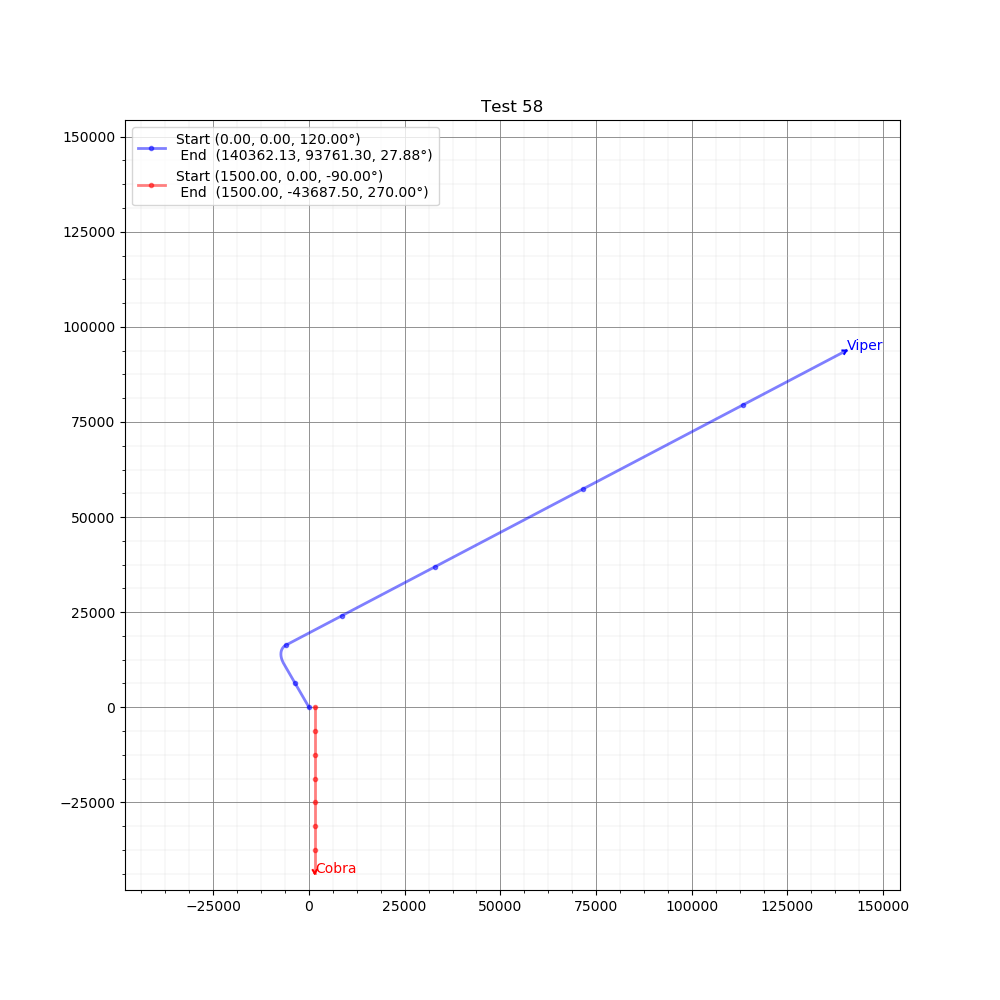 Test 58
Start (0.00, 0.00, 120.00°)
End (140362.13, 93761.30, 27.88°)
Start (1500.00, 0.00, -90.00°)
End (1500.00, -43687.50, 270.00°)
150000
125000
100000
75000
50000
25000
0
−25000
Viper
Cobra
−25000 0 25000 50000 75000 100000 125000 150000